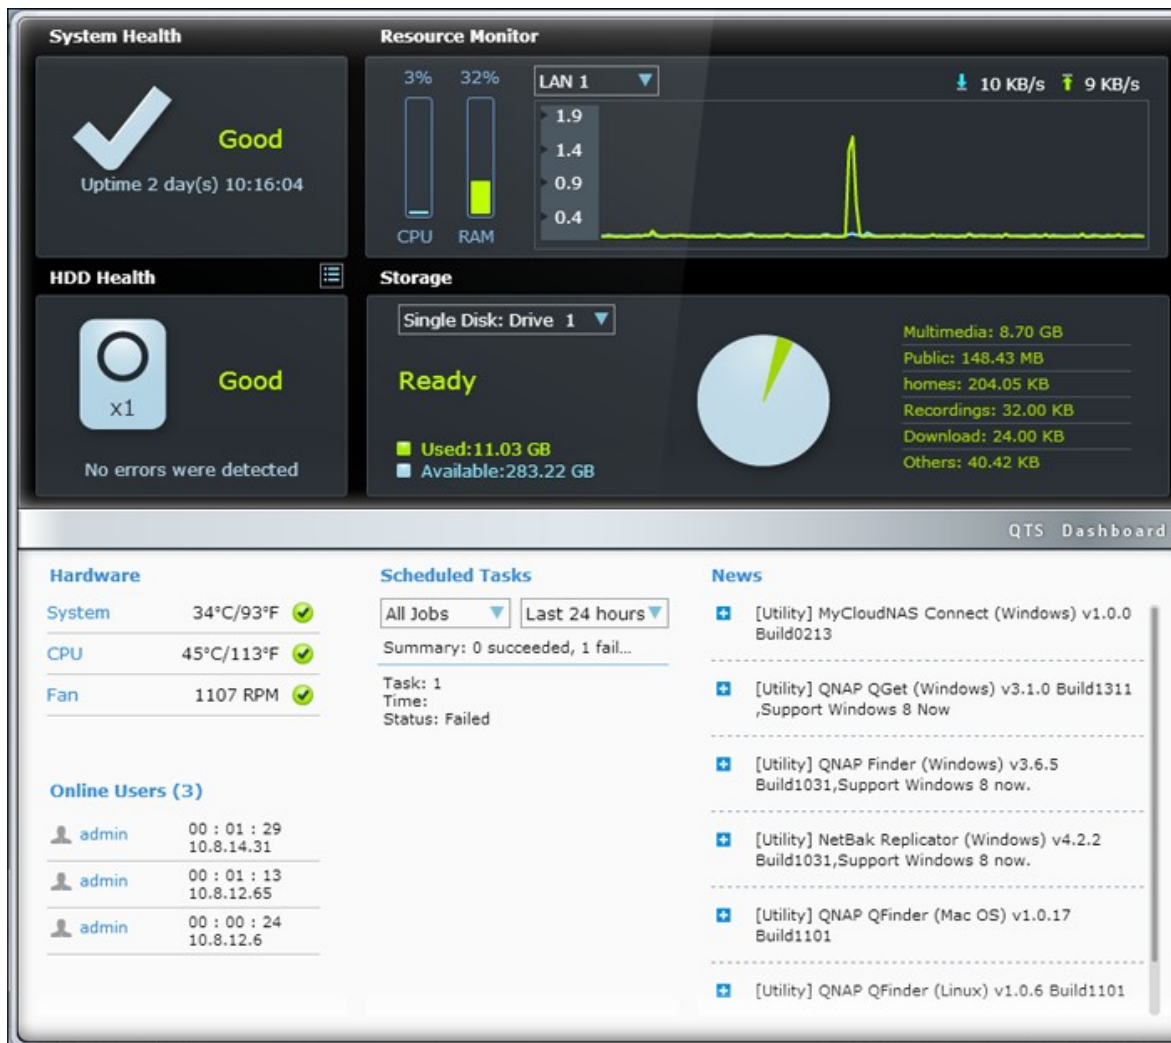 System Health
Good
Uptime 2 day(s) 10:16:04
Resource Monitor
3% 32%
CPU RAM
LAN 1
10 KB/s 9 KB/s
1.9
1.4
0.9
0.4
HDD Health
x1
Good
No errors were detected
Storage
Single Disk: Drive 1
Ready
Used:11.03 GB
Available:283.22 GB
Multimedia: 8.70 GB
Public: 148.43 MB
homes: 204.05 KB
Recordings: 32.00 KB
Download: 24.00 KB
Others: 40.42 KB
QTS Dashboard
Hardware
System 34°C/93°F
CPU 45°C/113°F
Fan 1107 RPM
Online Users (3)
admin 00 : 01 : 29
10.8.14.31
admin 00 : 01 : 13
10.8.12.65
admin 00 : 00 : 24
10.8.12.6
Scheduled Tasks
All Jobs Last 24 hours
Summary: 0 succeeded, 1 fail...
Task: 1
Time:
Status: Failed
News
[Utility] MyCloudNAS Connect (Windows) v1.0.0
Build0213
[Utility] QNAP QGet (Windows) v3.1.0 Build1311
,Support Windows 8 Now
[Utility] QNAP Finder (Windows) v3.6.5
Build1031,Support Windows 8 now.
[Utility] NetBak Replicator (Windows) v4.2.2
Build1031,Support Windows 8 now.
[Utility] QNAP QFinder (Mac OS) v1.0.17
Build1101
[Utility] QNAP QFinder (Linux) v1.0.6 Build1101